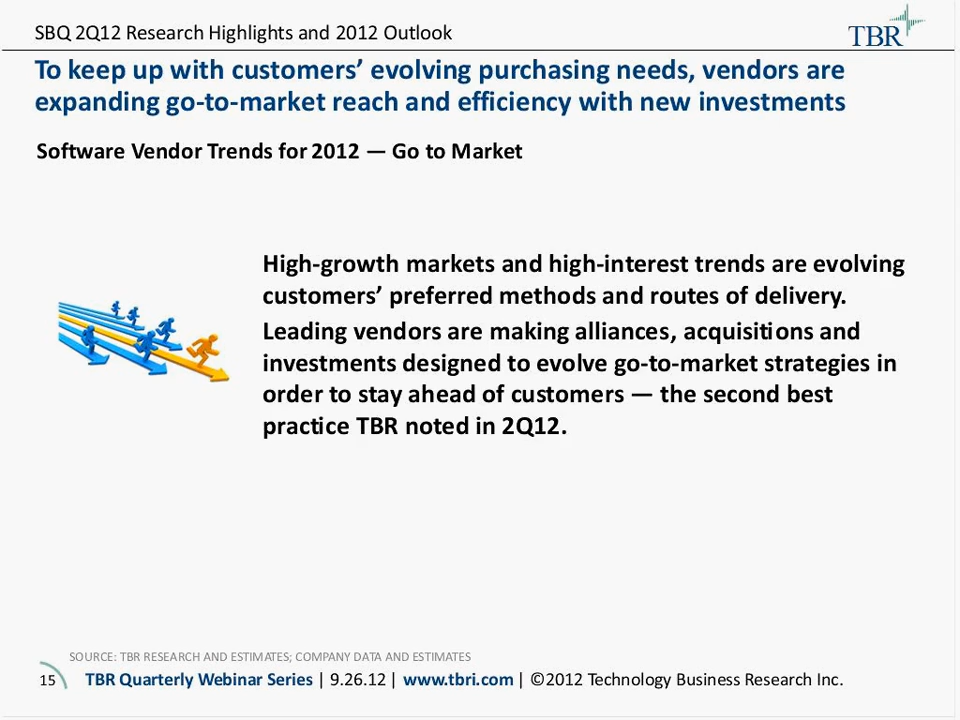 SBQ 2Q12 Research Highlights and 2012 Outlook
TBR
To keep up with customers’ evolving purchasing needs, vendors are
expanding go-to-market reach and efficiency with new investments
Software Vendor Trends for 2012 — Go to Market
High-growth markets and high-interest trends are evolving
customers’ preferred methods and routes of delivery.
Leading vendors are making alliances, acquisitions and
investments designed to evolve go-to-market strategies in
order to stay ahead of customers — the second best
practice TBR noted in 2Q12.
SOURCE: TBR RESEARCH AND ESTIMATES; COMPANY DATA AND ESTIMATES
15 TBR Quarterly Webinar Series | 9.26.12 | www.tbri.com | ©2012 Technology Business Research Inc.